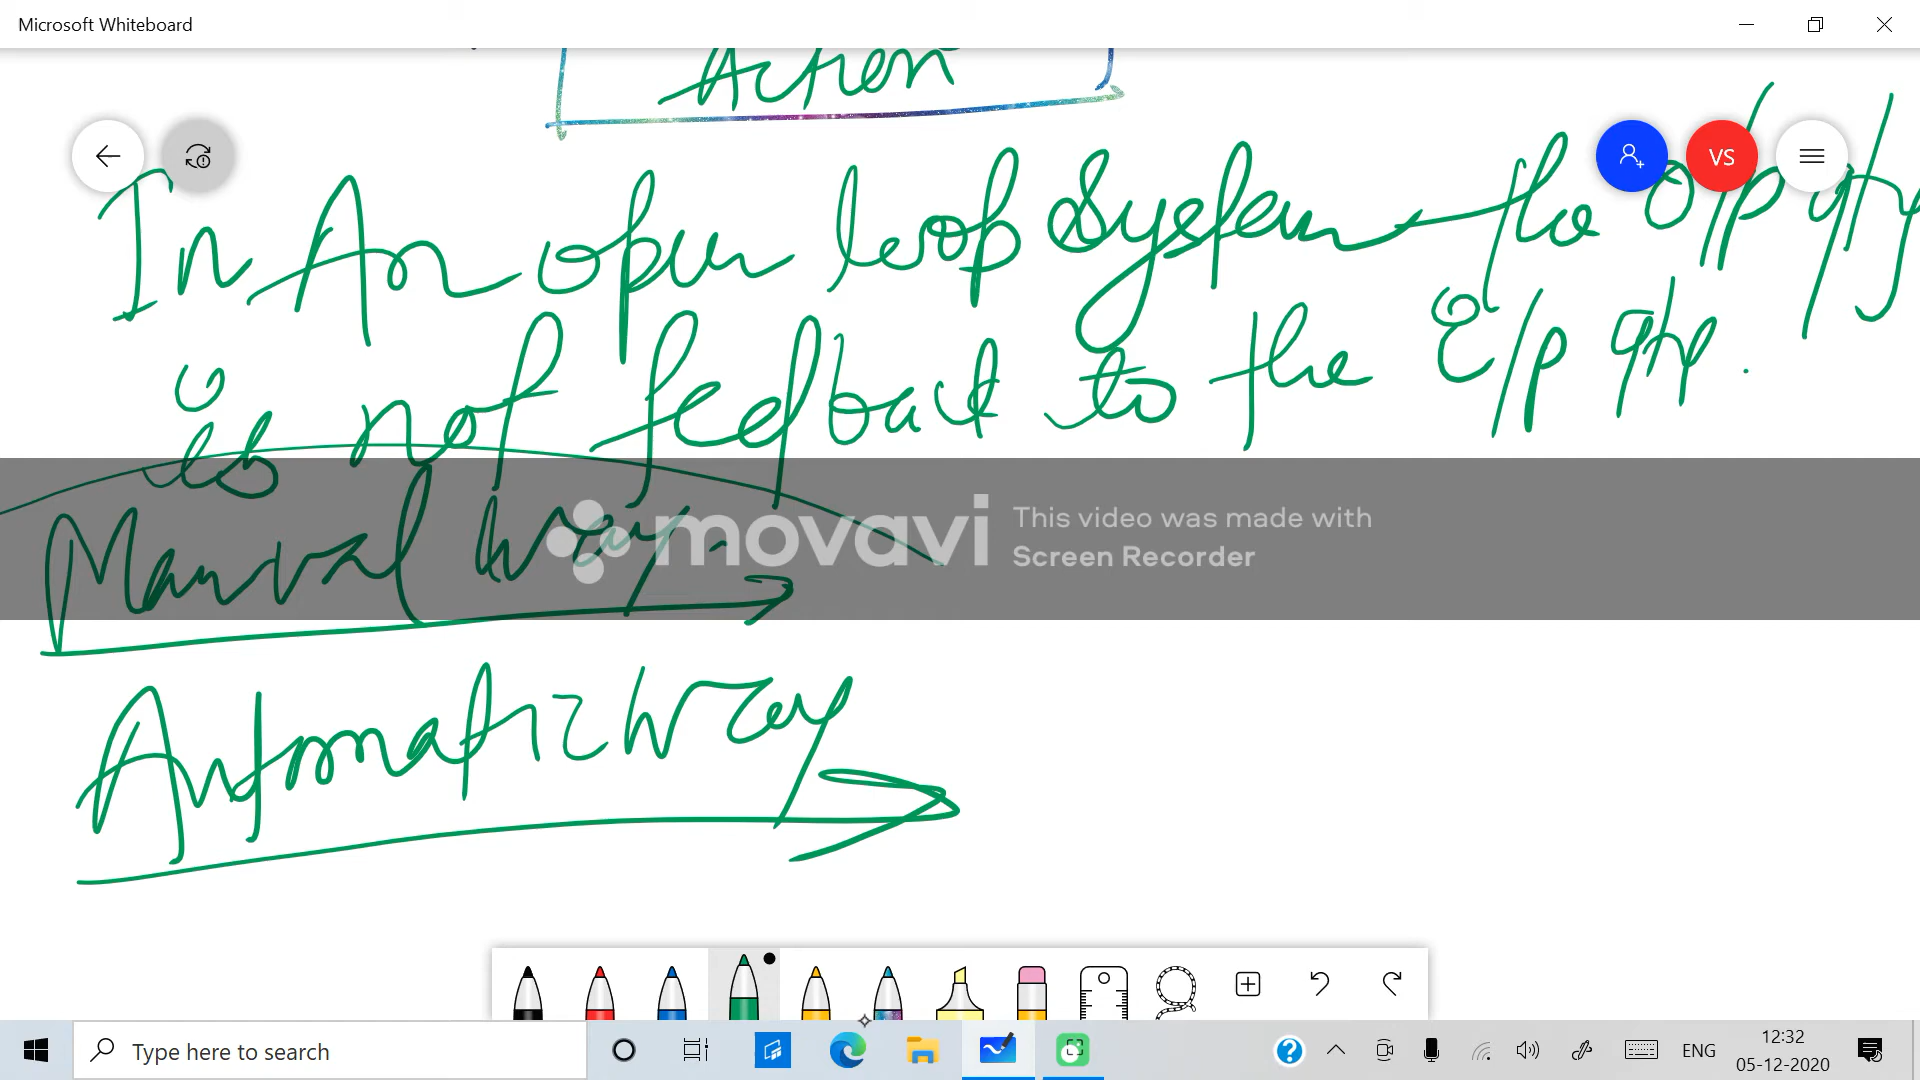 Microsoft Whiteboard
Action
VS
In An open loop System the o/p qty
is not fedback to the i/p qty.
Manual Way
movavi
This video was made with
Screen Recorder
Automatic Way
Type here to search
ENG
12:32
05-12-2020